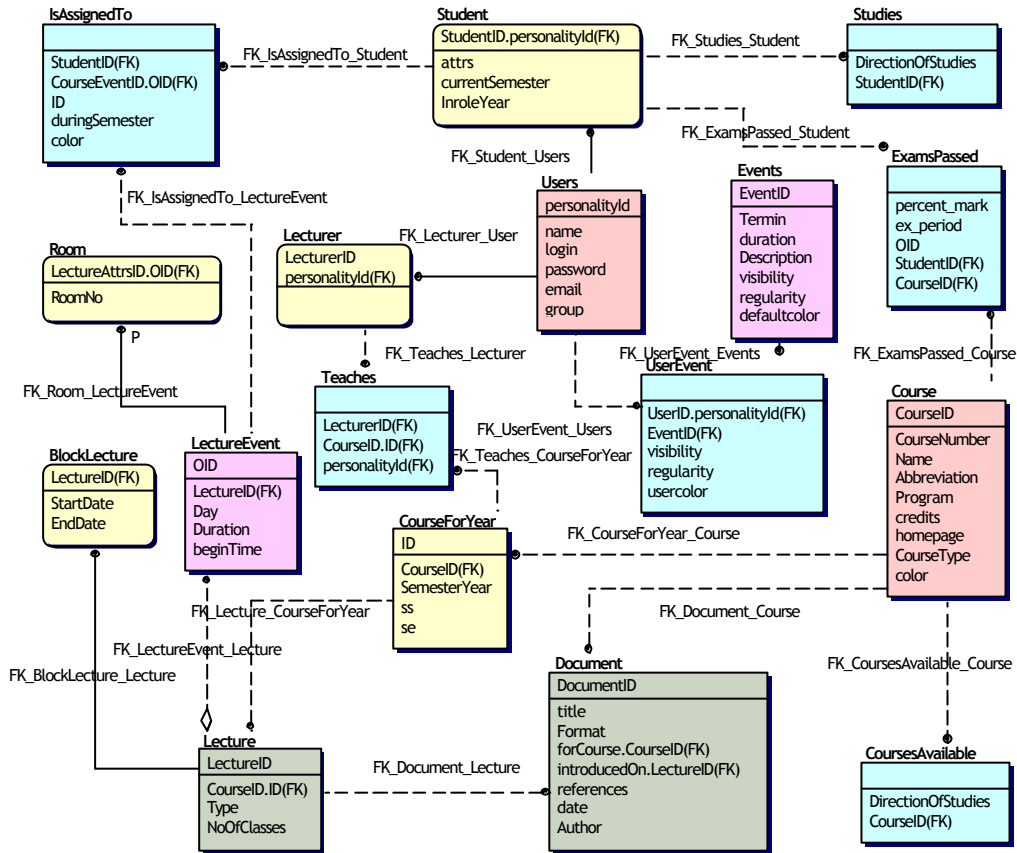 IsAssignedTo
StudentID(FK)
CourseEventID.OID(FK)
ID
duringSemester
color
FK_IsAssignedTo_Student
Student
StudentID.personalityId(FK)
attrs
currentSemester
InroleYear
FK_Studies_Student
Studies
DirectionOfStudies
StudentID(FK)
FK_ExamsPassed_Student
FK_Student_Users
ExamsPassed
percent_mark
ex_period
OID
StudentID(FK)
CourseID(FK)
FK_IsAssignedTo_LectureEvent
Users
personalityId
name
login
password
email
group
Events
EventID
Termin
duration
Description
visibility
regularity
defaultcolor
Room
LectureAttrsID.OID(FK)
RoomNo
P
Lecturer
LecturerID
personalityId(FK)
FK_Lecturer_User
FK_Teaches_Lecturer
FK_UserEvent_Events
FK_ExamsPassed_Course
FK_Room_LectureEvent
Teaches
LecturerID(FK)
CourseID.ID(FK)
personalityId(FK)
UserEvent
UserID.personalityId(FK)
EventID(FK)
visibility
regularity
usercolor
FK_UserEvent_Users
FK_Teaches_CourseForYear
Course
CourseID
CourseNumber
Name
Abbreviation
Program
credits
homepage
CourseType
color
BlockLecture
LectureID(FK)
StartDate
EndDate
LectureEvent
OID
LectureID(FK)
Day
Duration
beginTime
CourseForYear
ID
CourseID(FK)
SemesterYear
ss
se
FK_CourseForYear_Course
FK_Lecture_CourseForYear
FK_Document_Course
FK_LectureEvent_Lecture
FK_BlockLecture_Lecture
FK_CoursesAvailable_Course
Document
DocumentID
title
Format
forCourse.CourseID(FK)
introducedOn.LectureID(FK)
references
date
Author
Lecture
LectureID
CourseID.ID(FK)
Type
NoOfClasses
FK_Document_Lecture
CoursesAvailable
DirectionOfStudies
CourseID(FK)